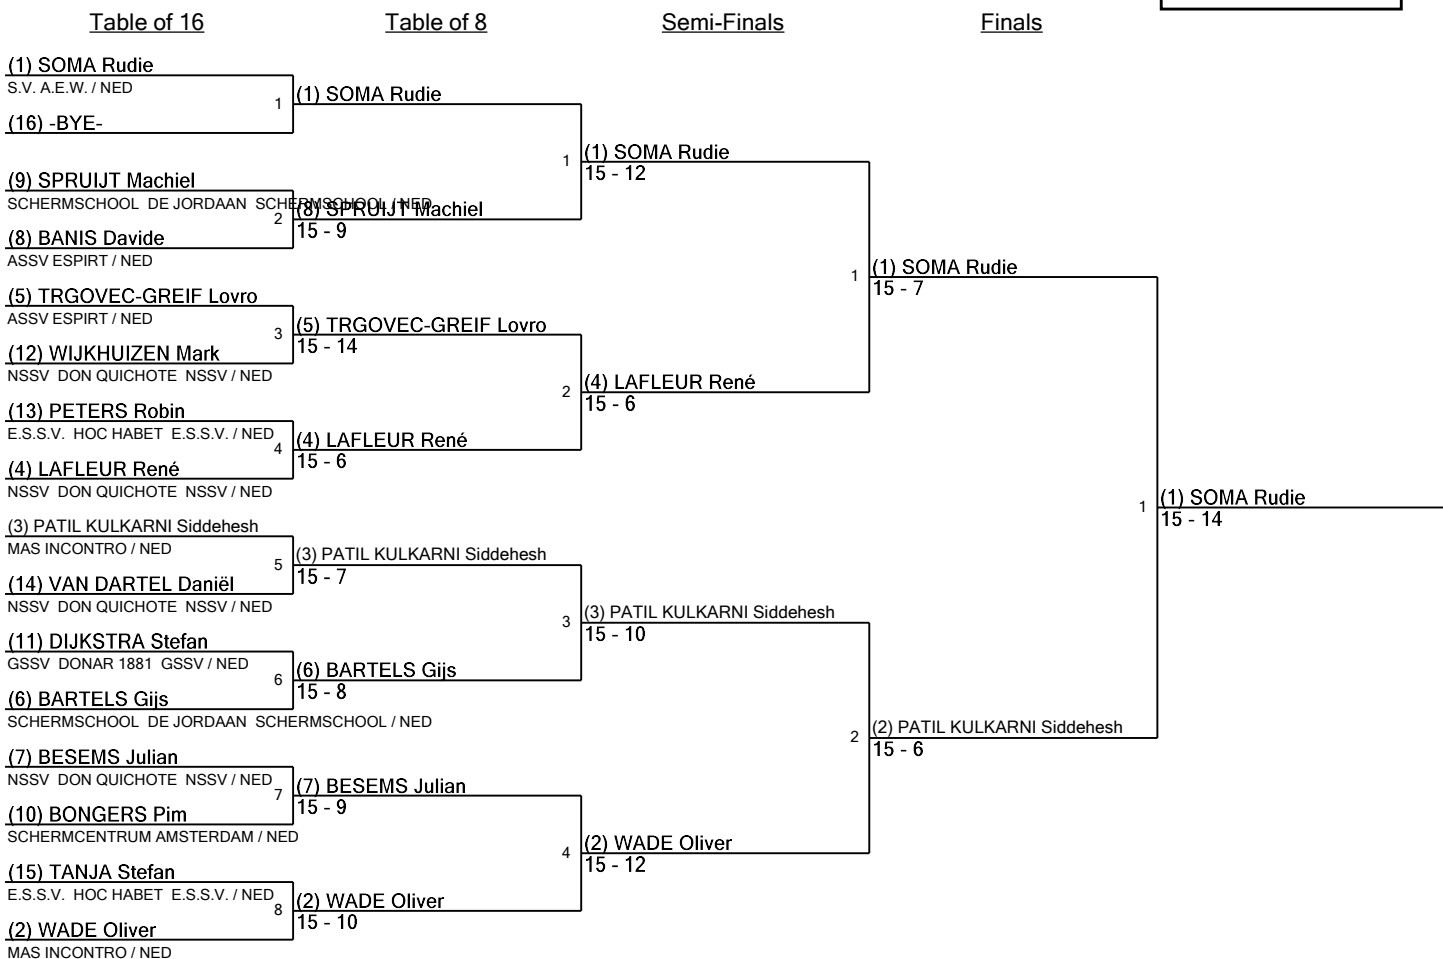 Table of 16
Table of 8
Semi-Finals
Finals
(1) SOMA Rudie
S.V. A.E.W. / NED
1
(16) -BYE-
(9) SPRUIJT Machiel
SCHERMSCHOOL DE JORDAAN SCHERMSCHOOL / NED
2
(8) BANIS Davide
ASSV ESPIRT / NED
(5) TRGOVEC-GREIF Lovro
ASSV ESPIRT / NED
3
(12) WIJKHUIZEN Mark
NSSV DON QUICHOTE NSSV / NED
(13) PETERS Robin
E.S.S.V. HOC HABET E.S.S.V. / NED
4
(4) LAFLEUR René
NSSV DON QUICHOTE NSSV / NED
(3) PATIL KULKARNI Siddehesh
MAS INCONTRO / NED
5
(14) VAN DARTEL Daniël
NSSV DON QUICHOTE NSSV / NED
(11) DIJKSTRA Stefan
GSSV DONAR 1881 GSSV / NED
6
(6) BARTELS Gijs
SCHERMSCHOOL DE JORDAAN SCHERMSCHOOL / NED
(7) BESEMS Julian
NSSV DON QUICHOTE NSSV / NED
7
(10) BONGERS Pim
SCHERMCENTRUM AMSTERDAM / NED
(15) TANJA Stefan
E.S.S.V. HOC HABET E.S.S.V. / NED
8
(2) WADE Oliver
MAS INCONTRO / NED
(1) SOMA Rudie
1
(8) SPRUIJT Machiel
15 - 9
(5) TRGOVEC-GREIF Lovro
15 - 14
2
(4) LAFLEUR René
15 - 6
(3) PATIL KULKARNI Siddehesh
15 - 7
3
(6) BARTELS Gijs
15 - 8
(7) BESEMS Julian
15 - 9
4
(2) WADE Oliver
15 - 10
(1) SOMA Rudie
15 - 12
1
(4) LAFLEUR René
15 - 6
(3) PATIL KULKARNI Siddehesh
15 - 10
2
(2) WADE Oliver
15 - 12
(1) SOMA Rudie
15 - 7
1
(2) PATIL KULKARNI Siddehesh
15 - 6
(1) SOMA Rudie
15 - 14